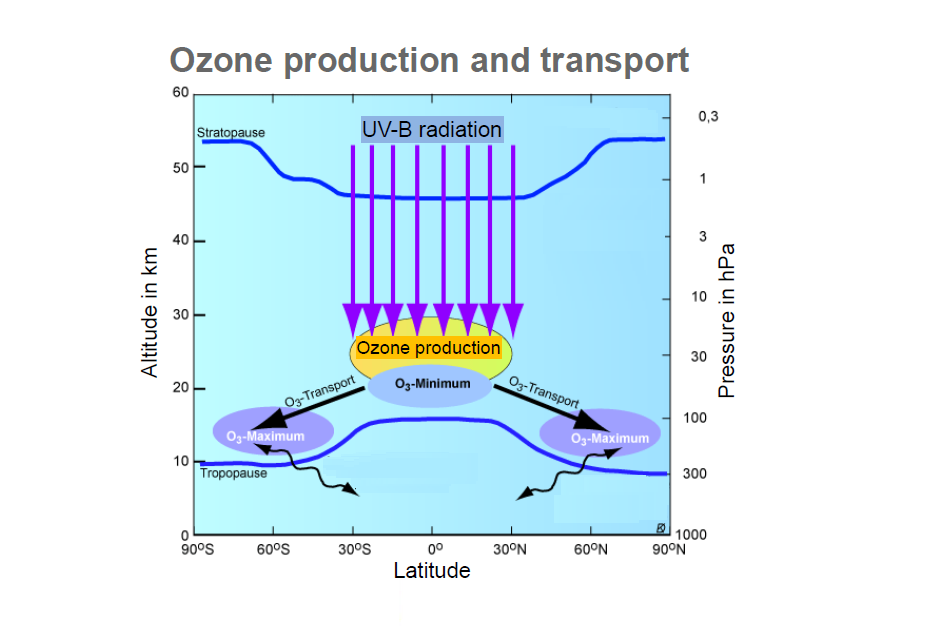 Ozone production and transport
60
50
40
30
20
10
0
Altitude in km
0,3
1
3
10
30
100
300
1000
Pressure in hPa
Stratopause
UV-B radiation
Ozone production
O₃-Minimum
O₃-Transport
O₃-Transport
O₃-Maximum
O₃-Maximum
Tropopause
90ºS 60ºS 30ºS 0º 30ºN 60ºN 90ºN
Latitude